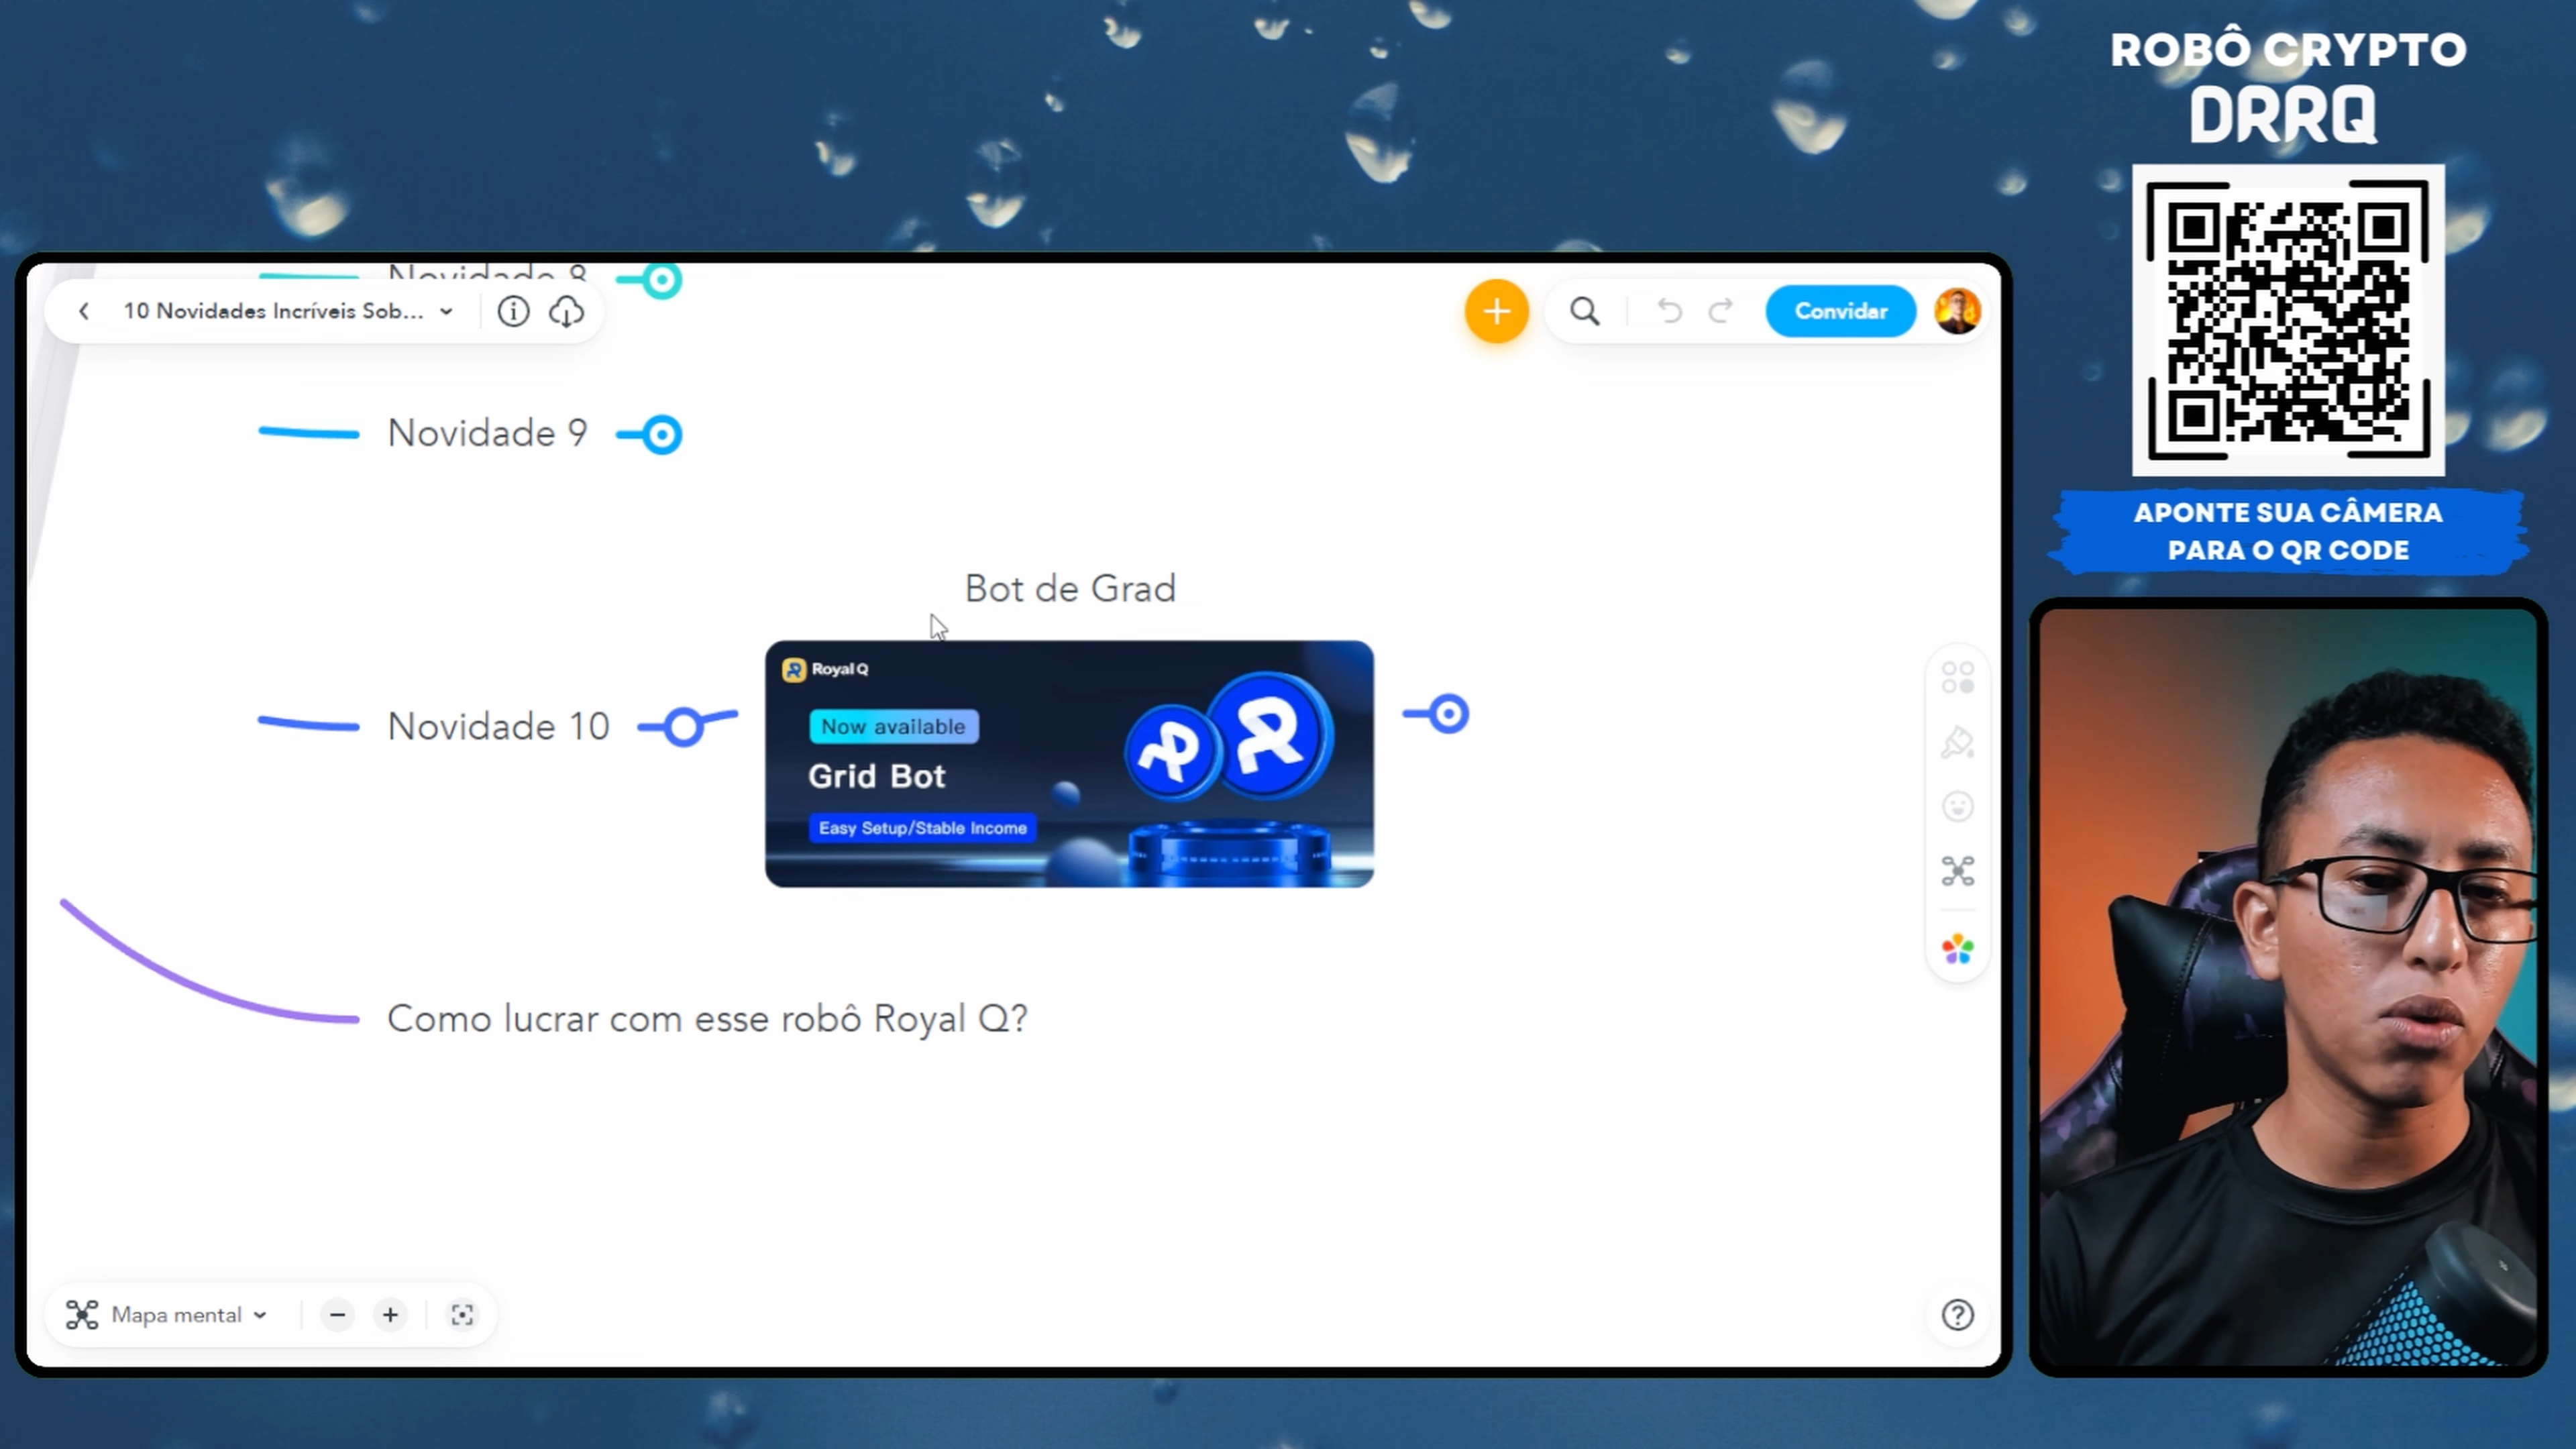 ROBÔ CRYPTO
DRRQ
APONTE SUA CÂMERA
PARA O QR CODE
Novidade 8
10 Novidades Incríveis Sob...
Convidar
Novidade 9
Bot de Grad
Novidade 10
Royal Q
Now available
Grid Bot
Easy Setup/Stable Income
Como lucrar com esse robô Royal Q?
Mapa mental